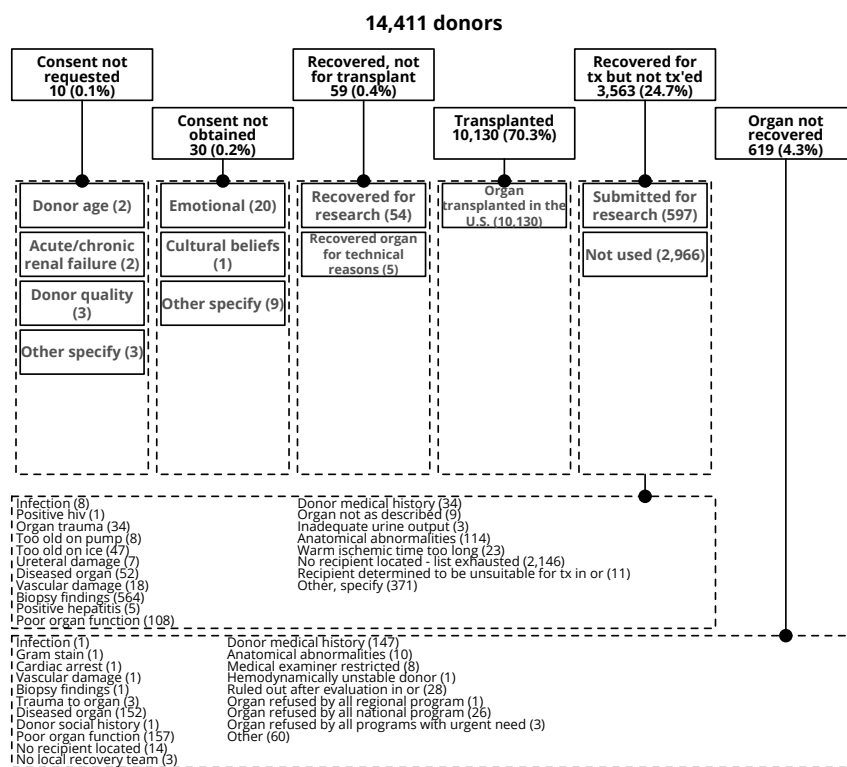 14,411 donors
Consent not
requested
10 (0.1%)
Recovered, not
for transplant
59 (0.4%)
Recovered for
tx but not tx'ed
3,563 (24.7%)
Consent not
obtained
30 (0.2%)
Transplanted
10,130 (70.3%)
Organ not
recovered
619 (4.3%)
Donor age (2)
Acute/chronic
renal failure (2)
Donor quality
(3)
Other specify (3)
Emotional (20)
Cultural beliefs
(1)
Other specify (9)
Recovered for
research (54)
Recovered organ
for technical
reasons (5)
Organ
transplanted in the
U.S. (10,130)
Submitted for
research (597)
Not used (2,966)
Infection (8)
Positive hiv (1)
Organ trauma (34)
Too old on pump (8)
Too old on ice (47)
Ureteral damage (7)
Diseased organ (52)
Vascular damage (18)
Biopsy findings (564)
Positive hepatitis (5)
Poor organ function (108)
Donor medical history (34)
Organ not as described (9)
Inadequate urine output (3)
Anatomical abnormalities (114)
Warm ischemic time too long (23)
No recipient located - list exhausted (2,146)
Recipient determined to be unsuitable for tx in or (11)
Other, specify (371)
Infection (1)
Gram stain (1)
Cardiac arrest (1)
Vascular damage (1)
Biopsy findings (1)
Trauma to organ (3)
Diseased organ (152)
Donor social history (1)
Poor organ function (157)
No recipient located (14)
No local recovery team (3)
Donor medical history (147)
Anatomical abnormalities (10)
Medical examiner restricted (8)
Hemodynamically unstable donor (1)
Ruled out after evaluation in or (28)
Organ refused by all regional program (1)
Organ refused by all national program (26)
Organ refused by all programs with urgent need (3)
Other (60)